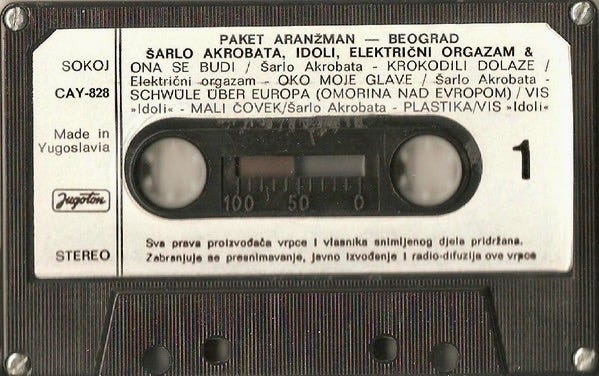 PAKET ARANŽMAN — BEOGRAD
ŠARLO AKROBATA, IDOLI, ELEKTRIČNI ORGAZAM &
ONA SE BUDI / Šarlo Akrobata - KROKODILI DOLAZE /
Električni orgazam - OKO MOJE GLAVE / Šarlo Akrobata -
SCHWÜLE ÜBER EUROPA (OMORINA NAD EVROPOM) / VIS
»Idoli« - MALI ČOVEK/Šarlo Akrobata - PLASTIKA/VIS »Idoli«
SOKOJ
CAY-828
Made in
Yugoslavia
Jugoton
STEREO
1
100 50 0
Sva prava proizvođača vrpce i vlasnika snimljenog djela pridržana.
Zabranjuje se presnimavanje, javno izvođenje i radio-difuzija ove vrpce